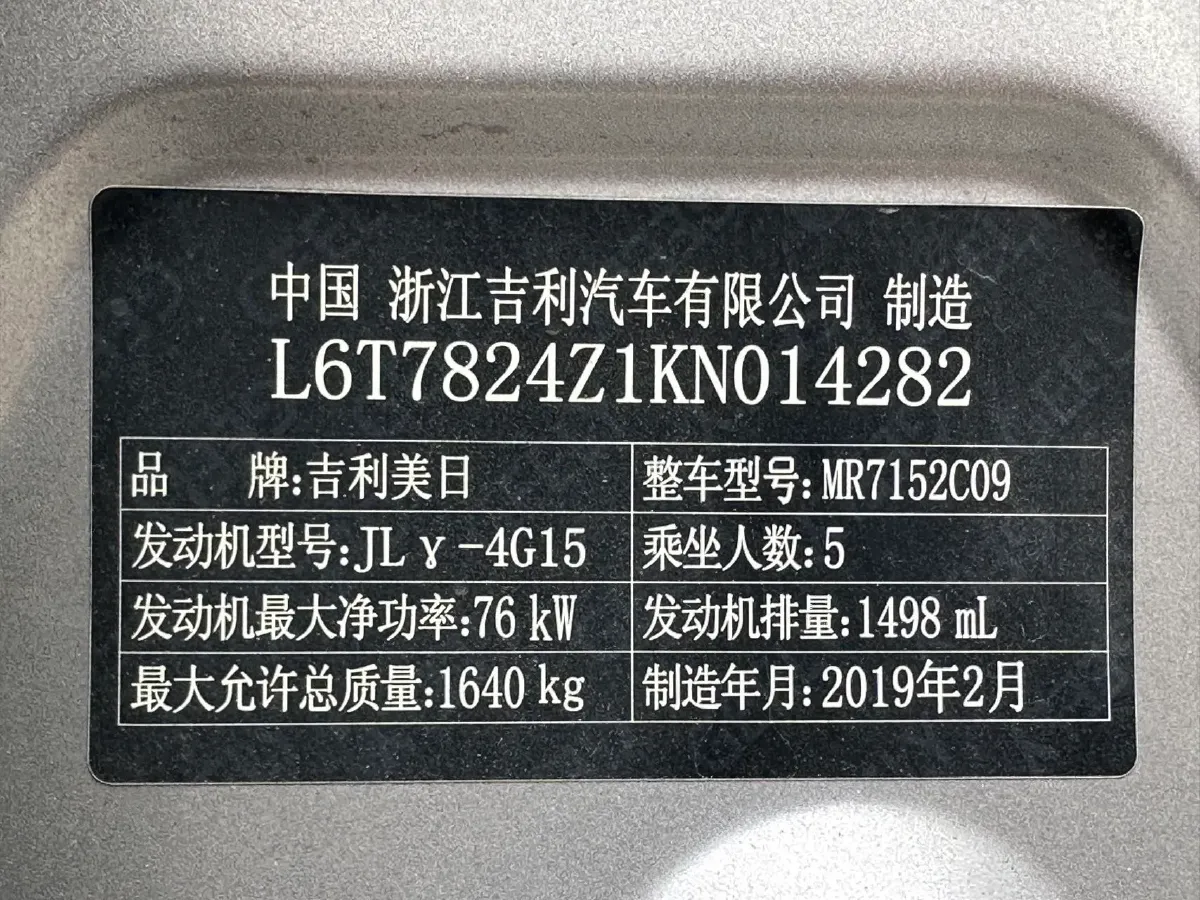 中国 浙江吉利汽车有限公司 制造
L6T7824Z1KN014282
品 牌:吉利美日 整车型号:MR7152C09
发动机型号:JLγ-4G15 乘坐人数:5
发动机最大净功率:76 kW 发动机排量:1498 mL
最大允许总质量:1640 kg 制造年月:2019年2月